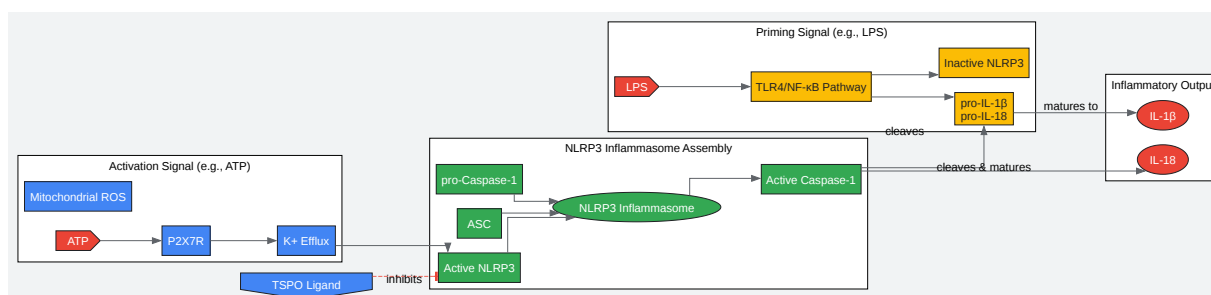 Priming Signal (e.g., LPS)
LPS
TLR4/NF-κB Pathway
Inactive NLRP3
pro-IL-1β
pro-IL-18
matures to
Inflammatory Output
IL-1β
IL-18
cleaves
cleaves & matures
NLRP3 Inflammasome Assembly
pro-Caspase-1
ASC
Active NLRP3
NLRP3 Inflammasome
Active Caspase-1
Activation Signal (e.g., ATP)
Mitochondrial ROS
ATP
P2X7R
K+ Efflux
TSPO Ligand
inhibits